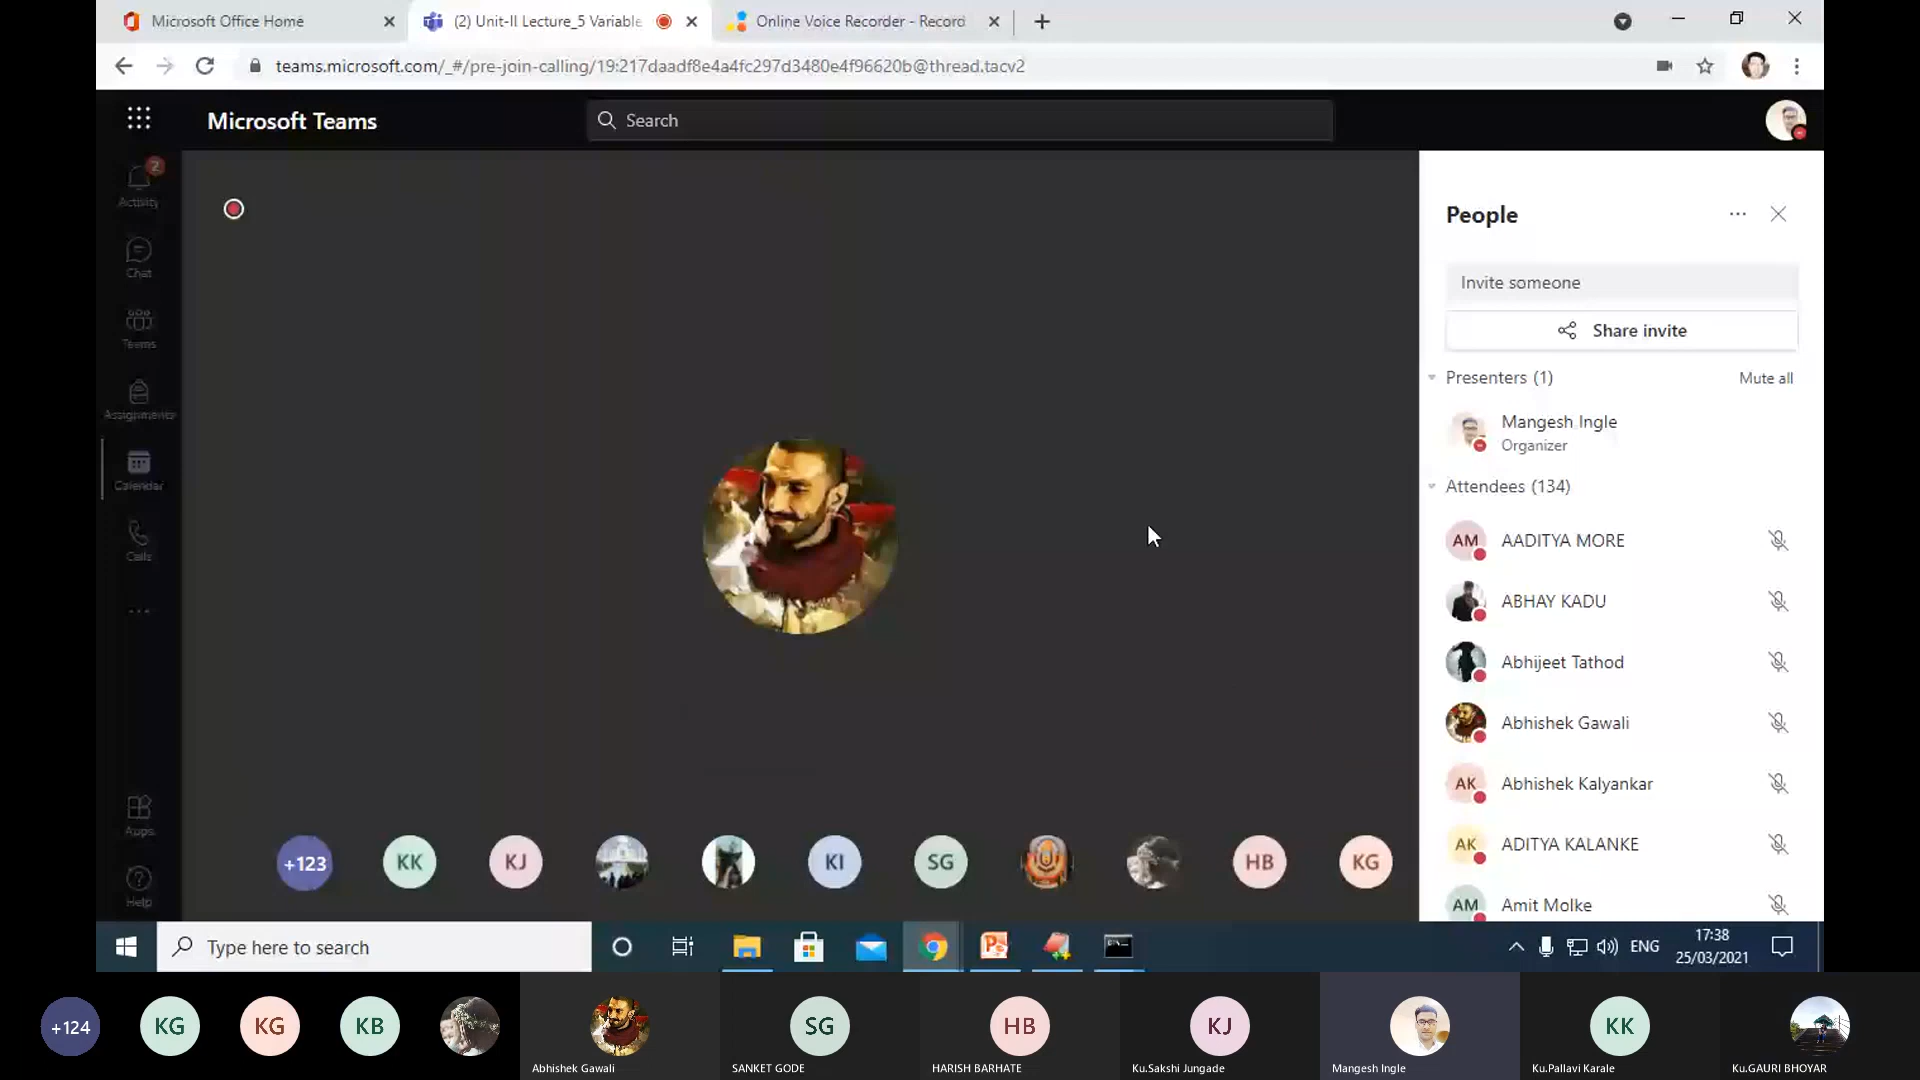 Microsoft Office Home
(2) Unit-II Lecture_5 Variable
Online Voice Recorder - Record
teams.microsoft.com/_#/pre-join-calling/19:217daadf8e4a4fc297d3480e4f96620b@thread.tacv2
Microsoft Teams
Search
2
Activity
Chat
Teams
Assignments
Calendar
Calls
Apps
Help
People
Invite someone
Share invite
Presenters (1)
Mute all
Mangesh Ingle
Organizer
Attendees (134)
AM AADITYA MORE
ABHAY KADU
Abhijeet Tathod
Abhishek Gawali
AK Abhishek Kalyankar
AK ADITYA KALANKE
AM Amit Molke
+123 KK KJ KI SG HB KG
Type here to search
ENG
17:38
25/03/2021
+124 KG KG KB SG HB KJ KK
Abhishek Gawali
SANKET GODE
HARISH BARHATE
Ku.Sakshi Jungade
Mangesh Ingle
Ku.Pallavi Karale
Ku.GAURI BHOYAR